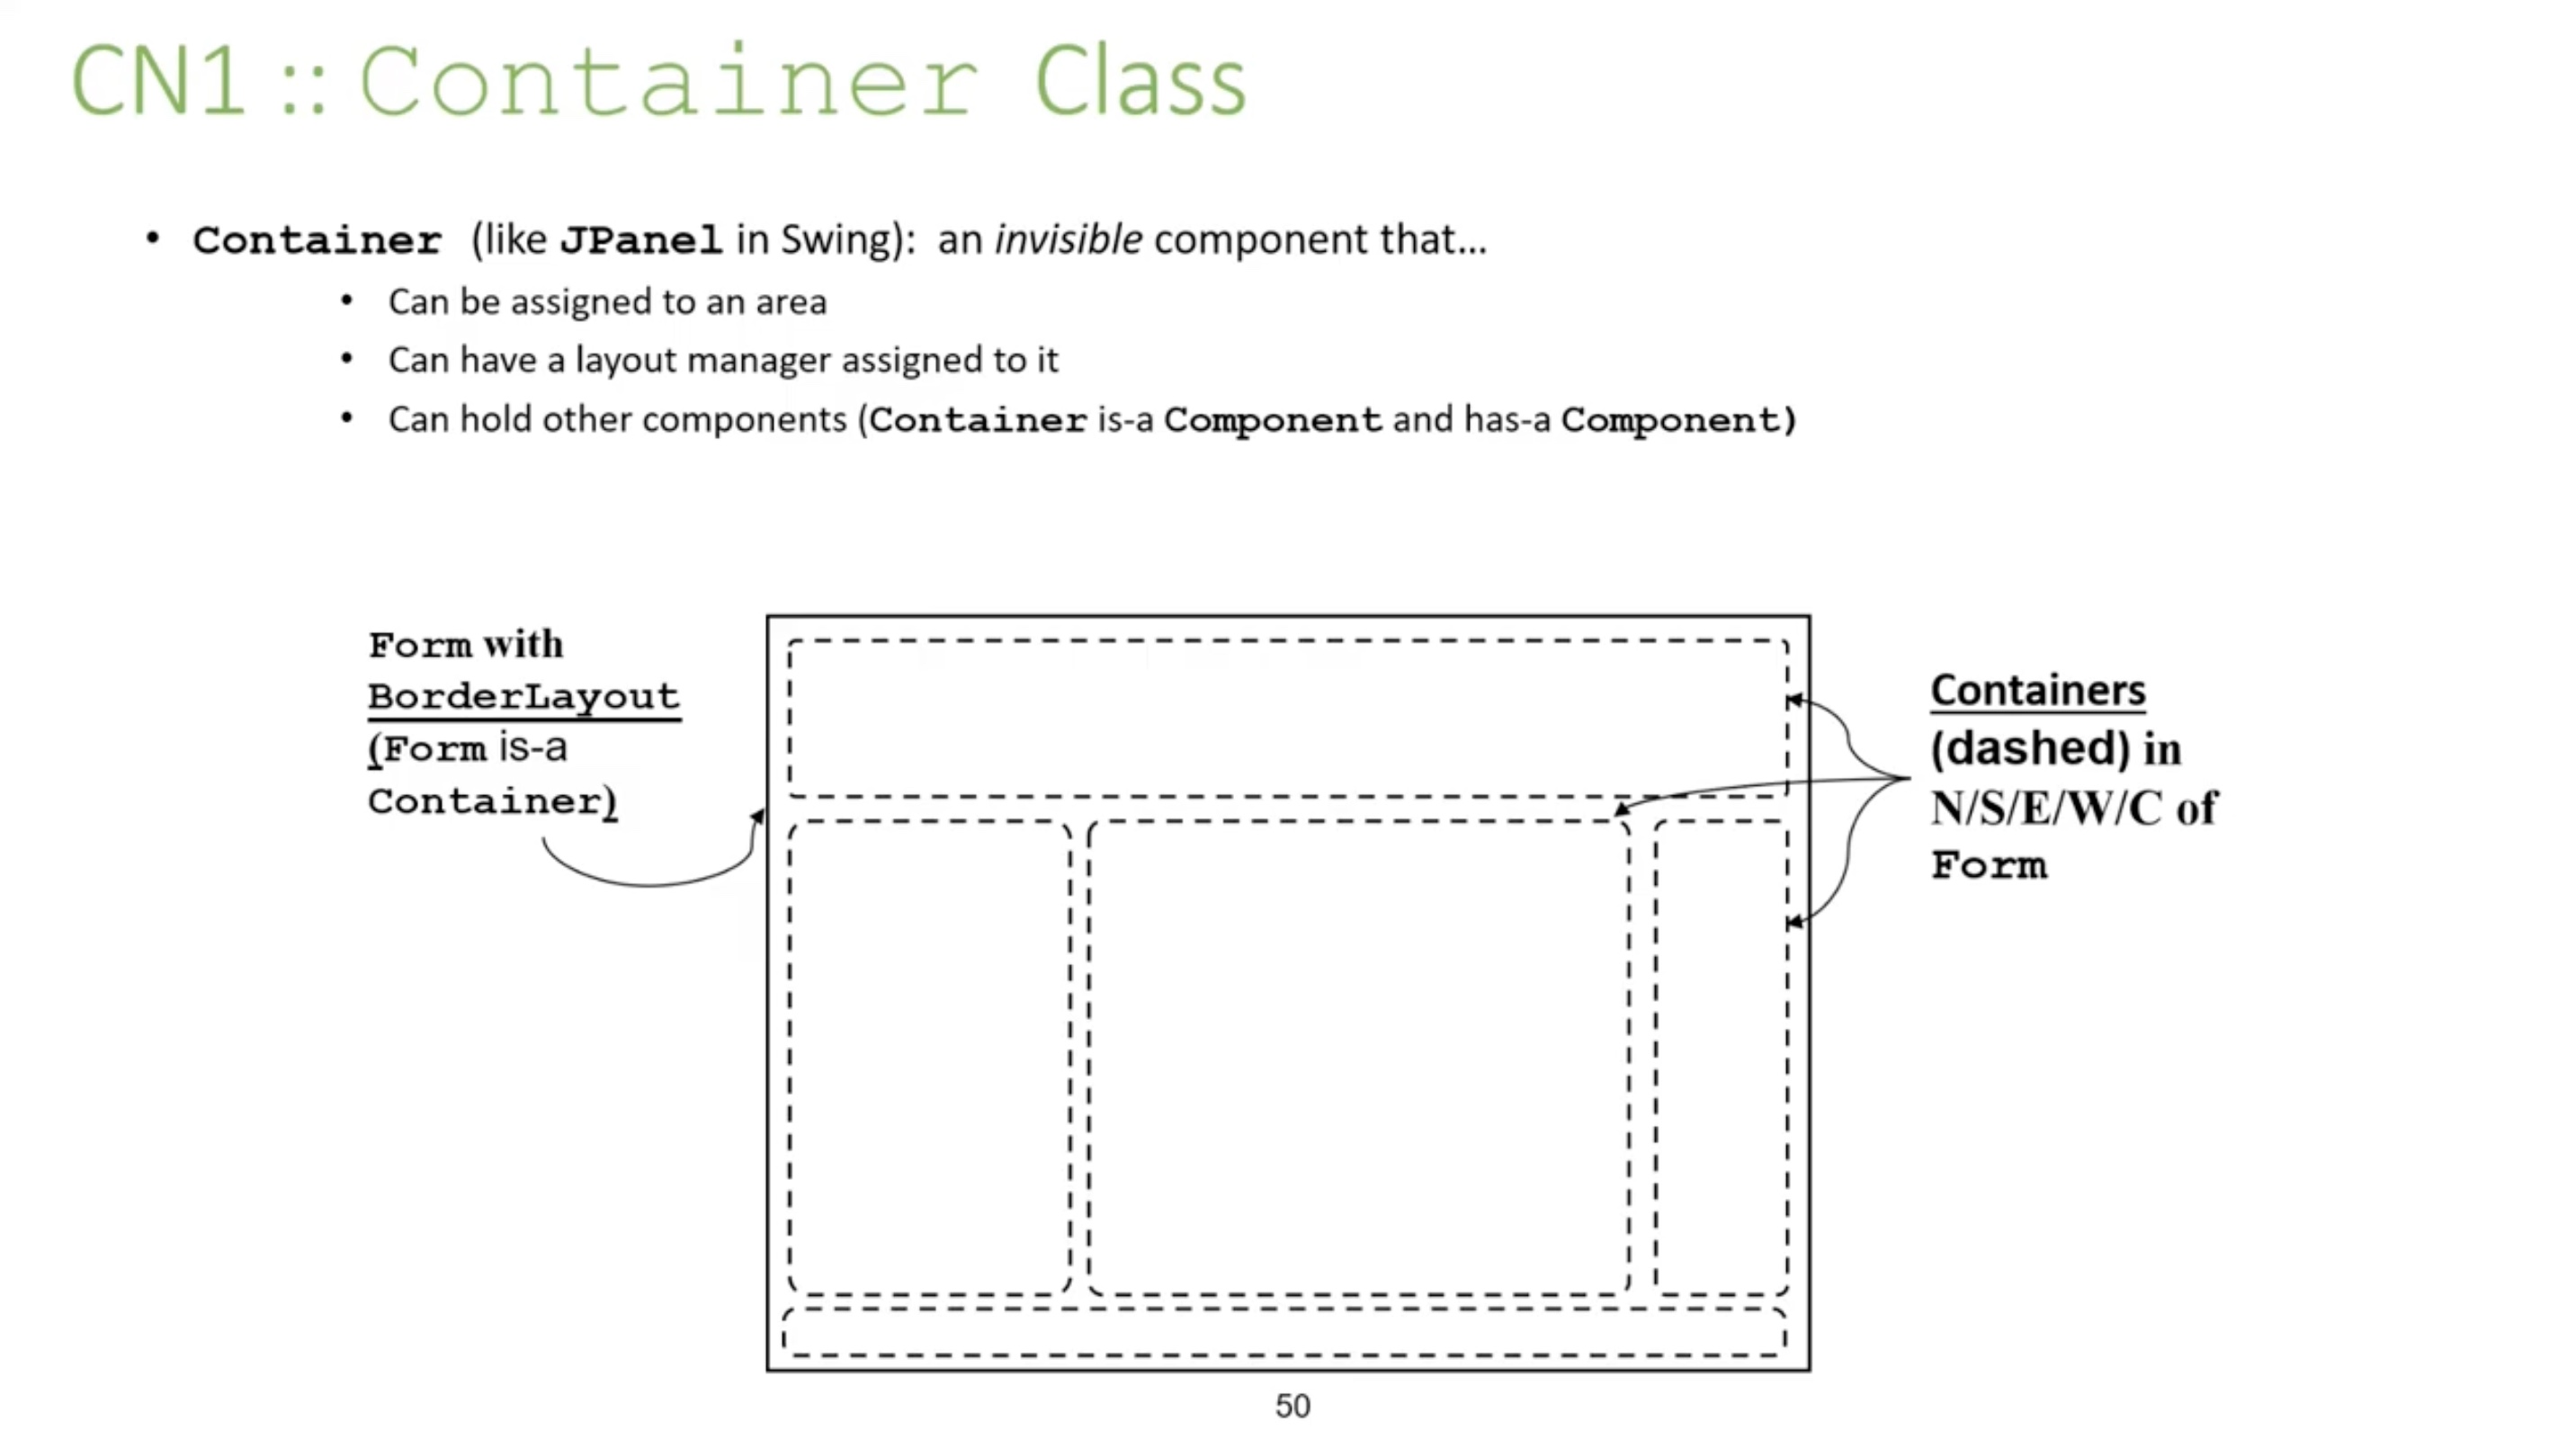 CN1 :: Container Class
• Container (like JPanel in Swing): an invisible component that...
• Can be assigned to an area
• Can have a layout manager assigned to it
• Can hold other components (Container is-a Component and has-a Component)
Form with
BorderLayout
(Form is-a
Container)
Containers
(dashed) in
N/S/E/W/C of
Form
50